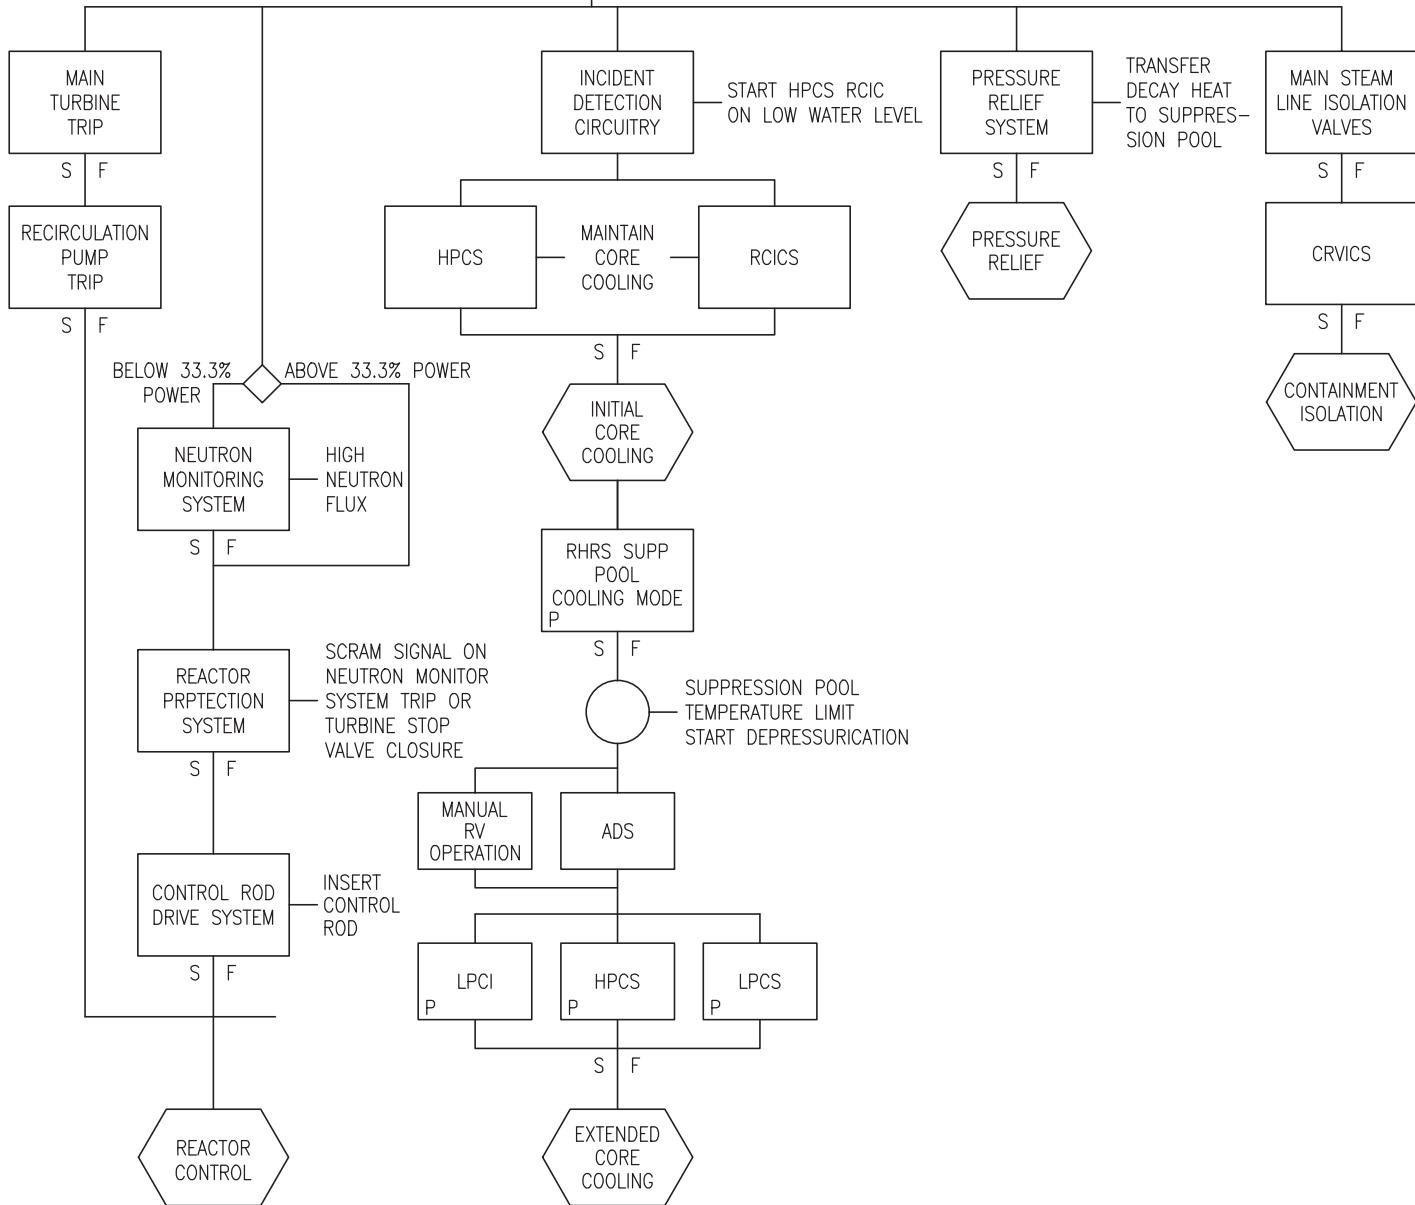 MAIN
TURBINE
TRIP
S F
RECIRCULATION
PUMP
TRIP
S F
BELOW 33.3%
POWER
ABOVE 33.3% POWER
NEUTRON
MONITORING
SYSTEM
HIGH
NEUTRON
FLUX
S F
REACTOR
PRPTECTION
SYSTEM
SCRAM SIGNAL ON
NEUTRON MONITOR
SYSTEM TRIP OR
TURBINE STOP
VALVE CLOSURE
S F
CONTROL ROD
DRIVE SYSTEM
INSERT
CONTROL
ROD
S F
REACTOR
CONTROL
INCIDENT
DETECTION
CIRCUITRY
START HPCS RCIC
ON LOW WATER LEVEL
HPCS
MAINTAIN
CORE
COOLING
RCICS
S F
INITIAL
CORE
COOLING
RHRS SUPP
POOL
COOLING MODE
P
S F
SUPPRESSION POOL
TEMPERATURE LIMIT
START DEPRESSURICATION
MANUAL
RV
OPERATION
ADS
LPCI
P
HPCS
P
LPCS
P
S F
EXTENDED
CORE
COOLING
PRESSURE
RELIEF
SYSTEM
TRANSFER
DECAY HEAT
TO SUPPRES-
SION POOL
S F
PRESSURE
RELIEF
MAIN STEAM
LINE ISOLATION
VALVES
S F
CRVICS
S F
CONTAINMENT
ISOLATION